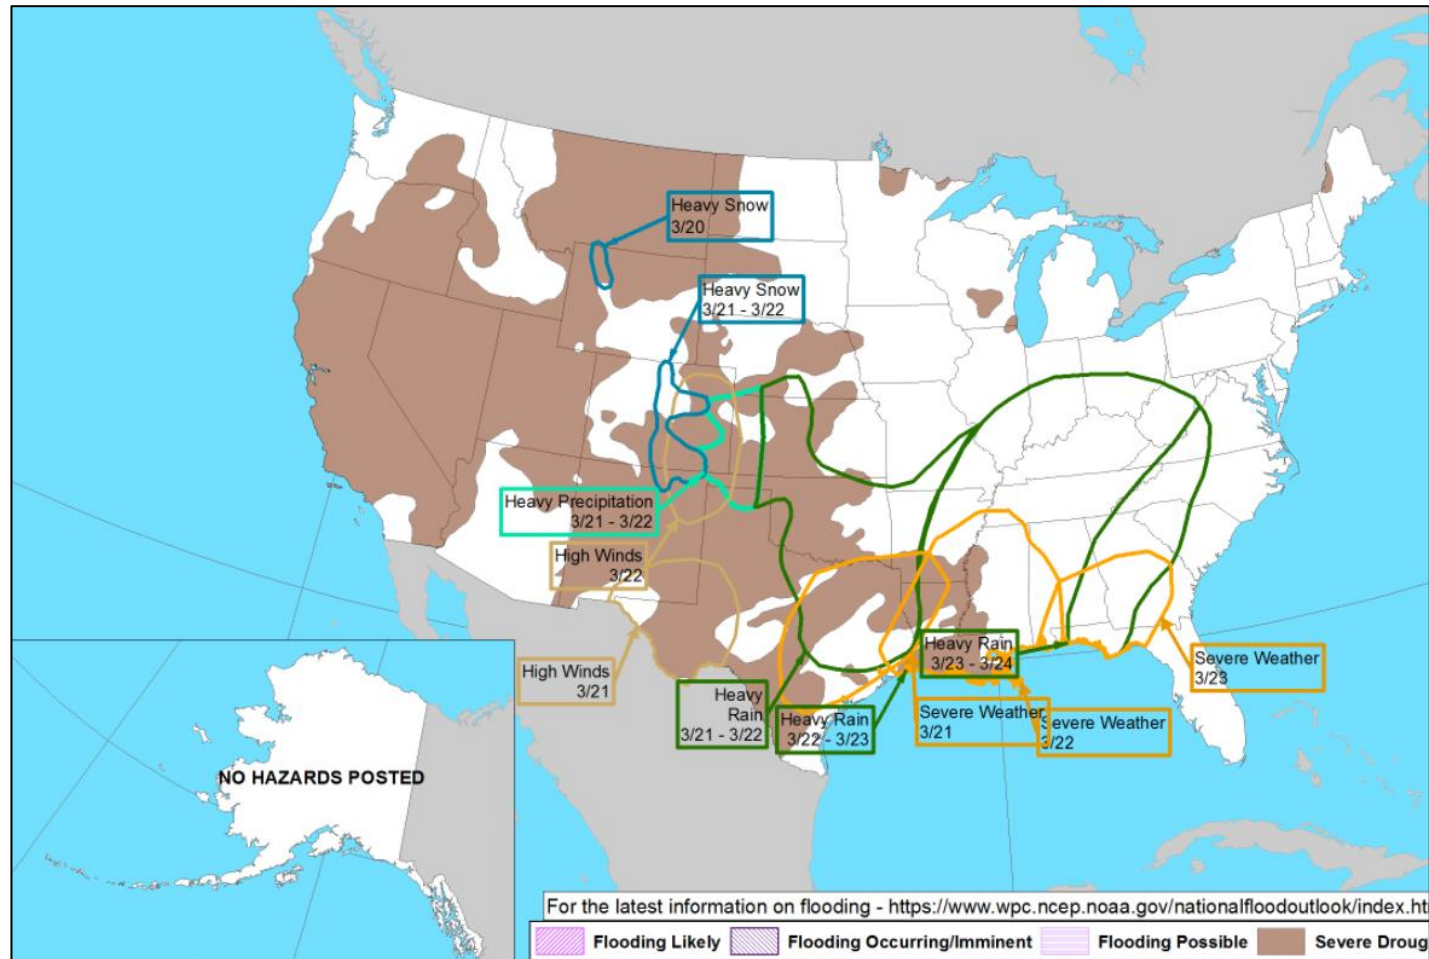 Heavy Snow
3/20
Heavy Snow
3/21 - 3/22
Heavy Precipitation
3/21 - 3/22
High Winds
3/22
High Winds
3/21
Heavy
Rain
3/21 - 3/22
Heavy Rain
3/22 - 3/23
Heavy Rain
3/23 - 3/24
Severe Weather
3/21
Severe Weather
3/22
Severe Weather
3/23
NO HAZARDS POSTED
For the latest information on flooding - https://www.wpc.ncep.noaa.gov/nationalfloodoutlook/index.ht
Flooding Likely
Flooding Occurring/Imminent
Flooding Possible
Severe Droug